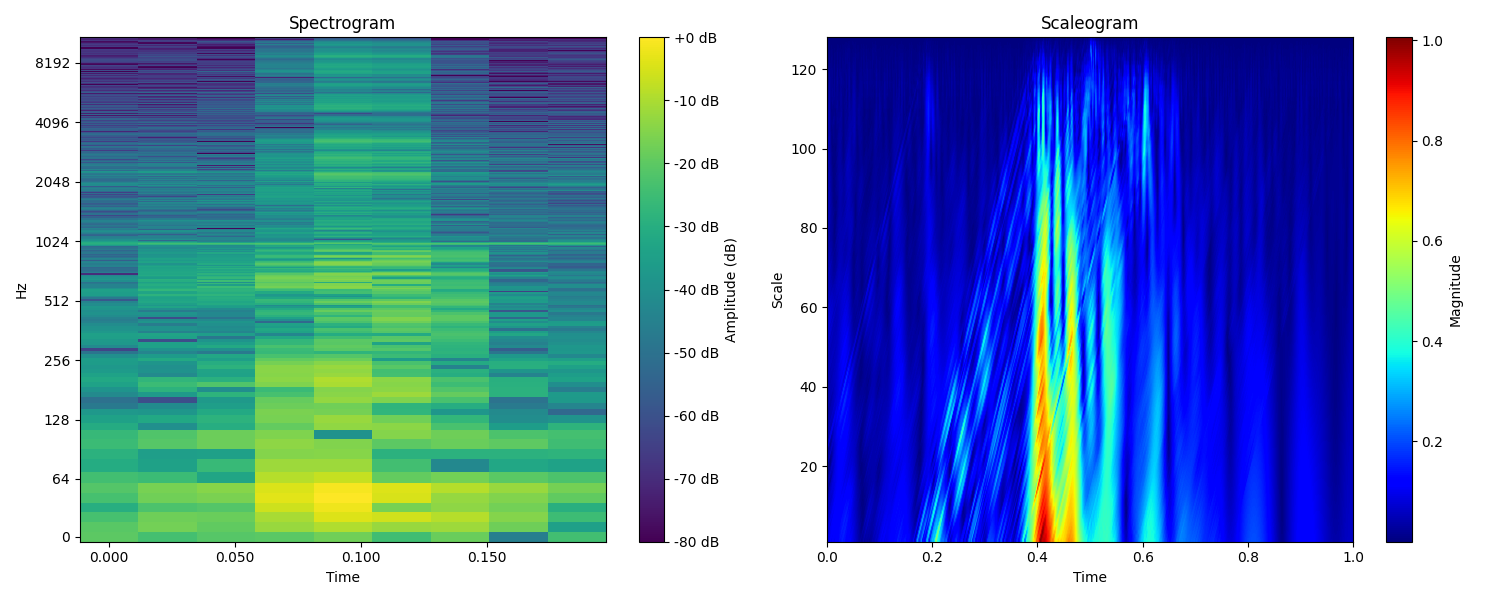 Spectrogram
Hz
8192
4096
2048
1024
512
256
128
64
0
0.000 0.050 0.100 0.150
Time
+0 dB
-10 dB
-20 dB
-30 dB
-40 dB
-50 dB
-60 dB
-70 dB
-80 dB
Amplitude (dB)
Scaleogram
Scale
120
100
80
60
40
20
0.0 0.2 0.4 0.6 0.8 1.0
Time
1.0
0.8
0.6
0.4
0.2
Magnitude